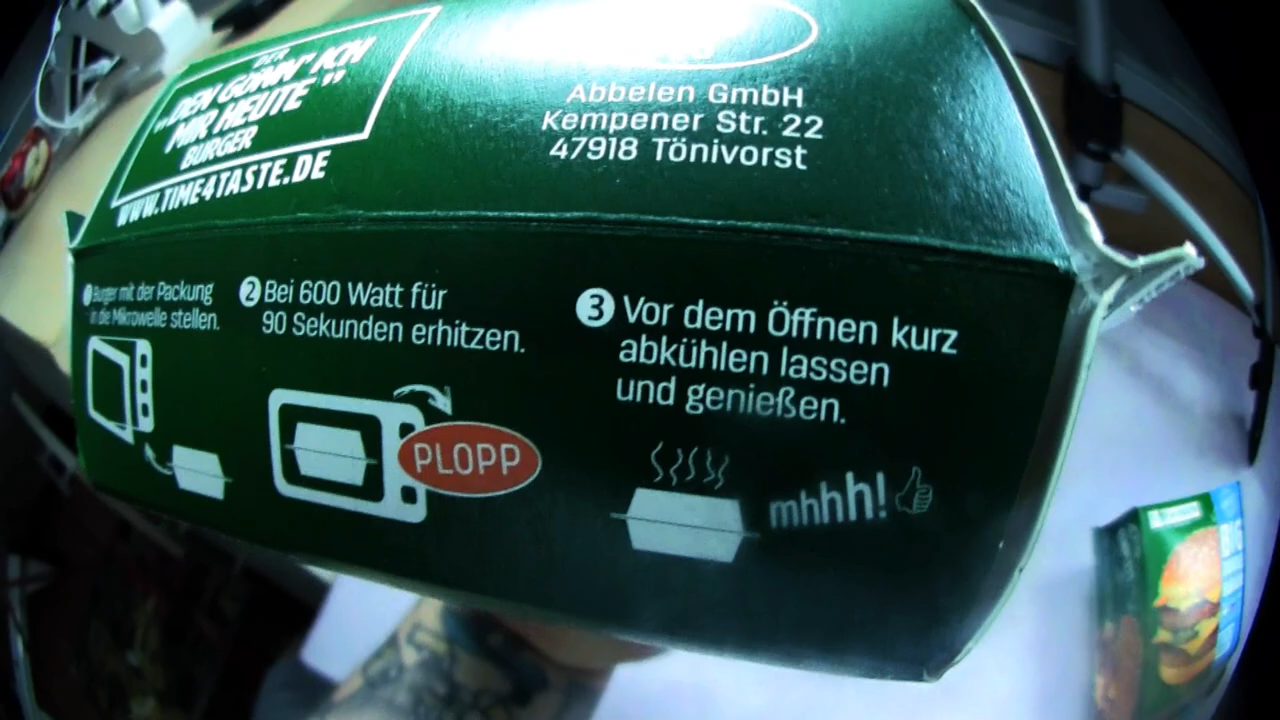 DER
„DEN GÖNN' ICH
MIR HEUTE"
BURGER
WWW.TIME4TASTE.DE
Abbelen GmbH
Kempener Str. 22
47918 Tönivorst
1 Burger mit der Packung
in die Mikrowelle stellen.
2 Bei 600 Watt für
90 Sekunden erhitzen.
3 Vor dem Öffnen kurz
abkühlen lassen
und genießen.
PLOPP
mhhh!